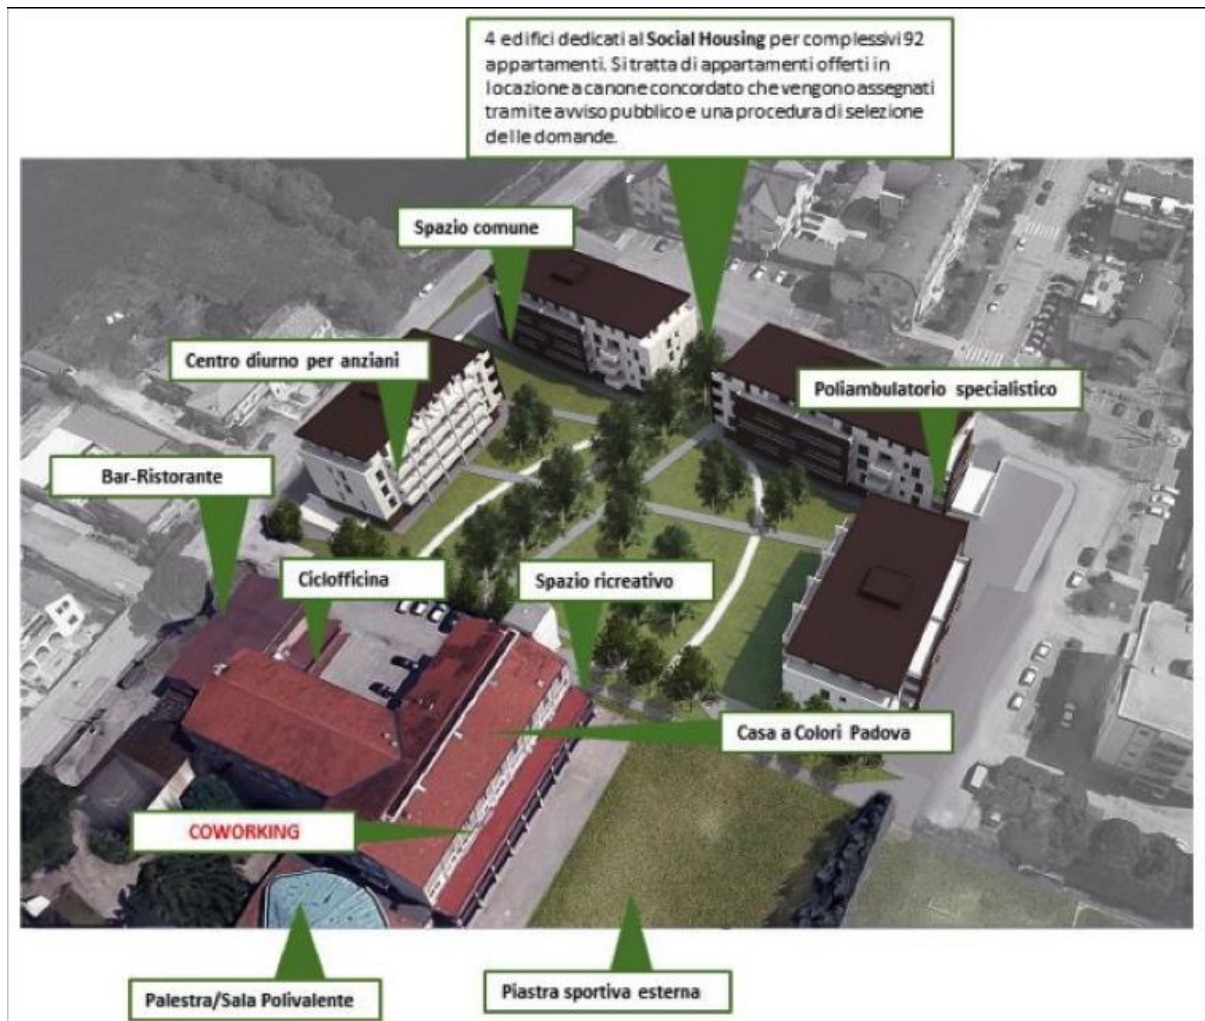 4 edifici dedicati al Social Housing per complessivi 92
appartamenti. Si tratta di appartamenti offerti in
locazione a canone concordato che vengono assegnati
tramite avviso pubblico e una procedura di selezione
delle domande.
Spazio comune
Centro diurno per anziani
Poliambulatorio specialistico
Bar-Ristorante
Ciclofficina
Spazio ricreativo
Casa a Colori Padova
COWORKING
Palestra/Sala Polivalente
Piastra sportiva esterna